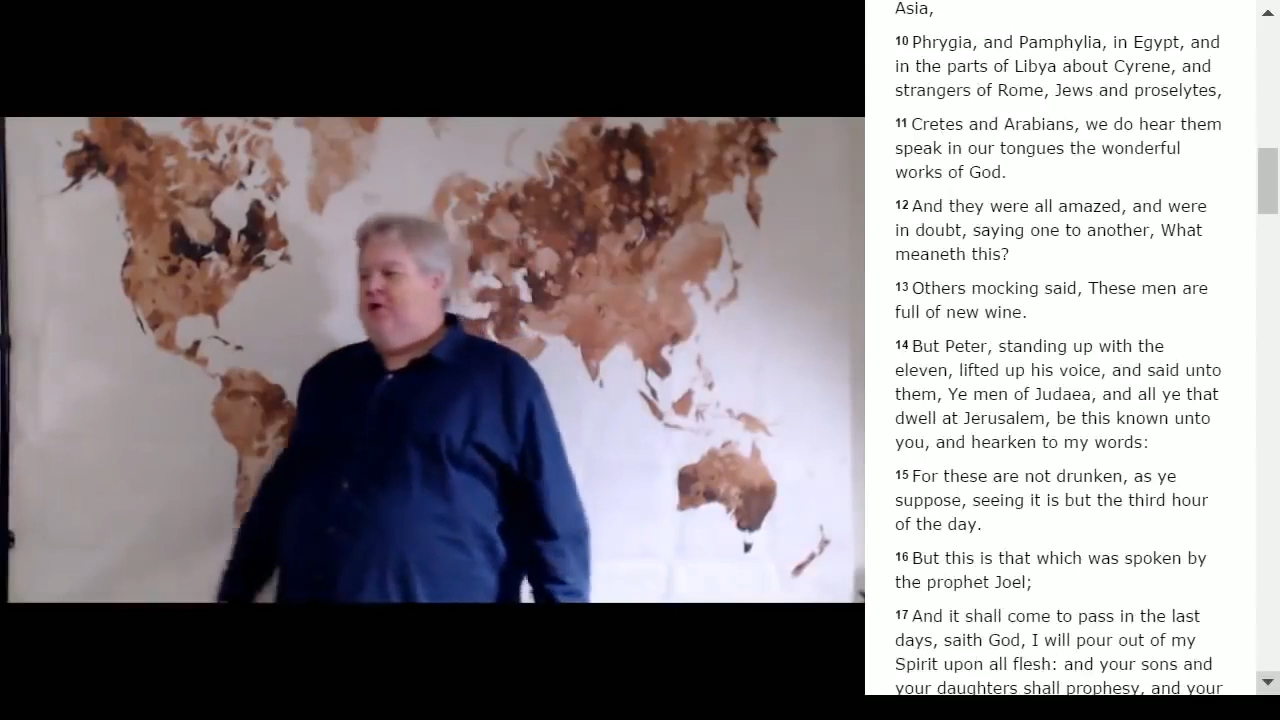 Asia,
10 Phrygia, and Pamphylia, in Egypt, and
in the parts of Libya about Cyrene, and
strangers of Rome, Jews and proselytes,
11 Cretes and Arabians, we do hear them
speak in our tongues the wonderful
works of God.
12 And they were all amazed, and were
in doubt, saying one to another, What
meaneth this?
13 Others mocking said, These men are
full of new wine.
14 But Peter, standing up with the
eleven, lifted up his voice, and said unto
them, Ye men of Judaea, and all ye that
dwell at Jerusalem, be this known unto
you, and hearken to my words:
15 For these are not drunken, as ye
suppose, seeing it is but the third hour
of the day.
16 But this is that which was spoken by
the prophet Joel;
17 And it shall come to pass in the last
days, saith God, I will pour out of my
Spirit upon all flesh: and your sons and
your daughters shall prophesy, and your